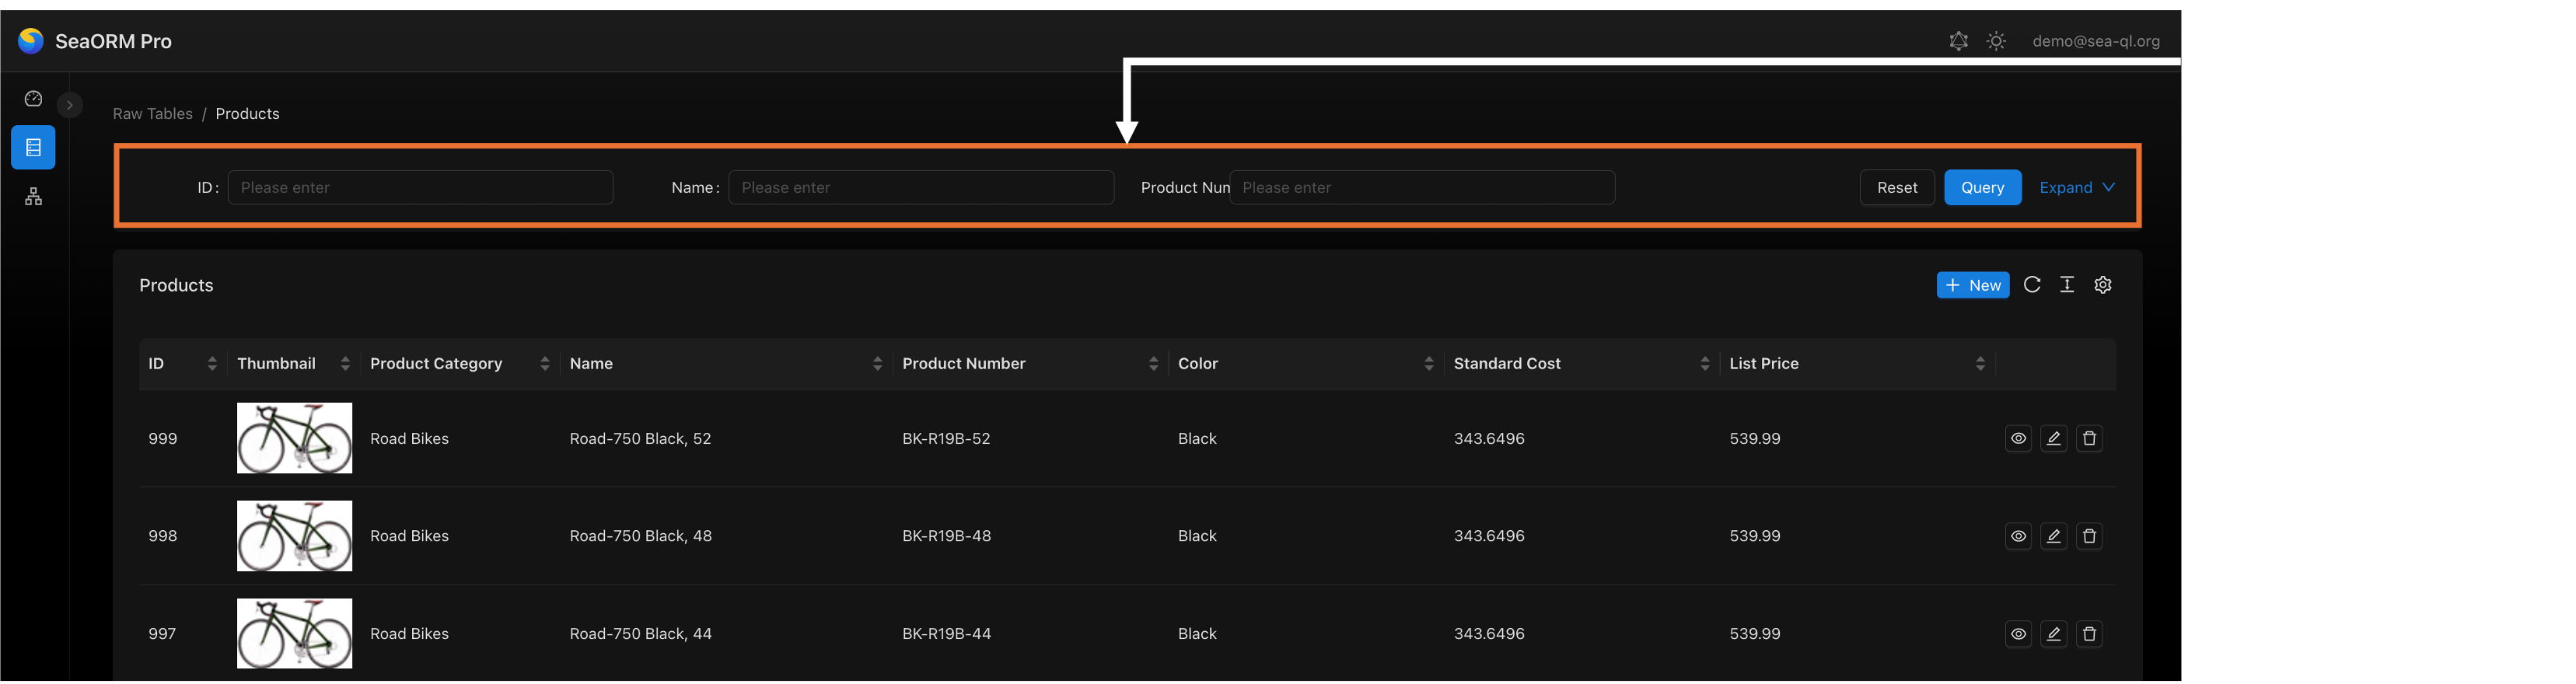 SeaORM Pro
demo@sea-ql.org
Raw Tables / Products
ID: Please enter Name: Please enter Product Num Please enter Reset Query Expand
Products
New
ID Thumbnail Product Category Name Product Number Color Standard Cost List Price
999 Road Bikes Road-750 Black, 52 BK-R19B-52 Black 343.6496 539.99
998 Road Bikes Road-750 Black, 48 BK-R19B-48 Black 343.6496 539.99
997 Road Bikes Road-750 Black, 44 BK-R19B-44 Black 343.6496 539.99